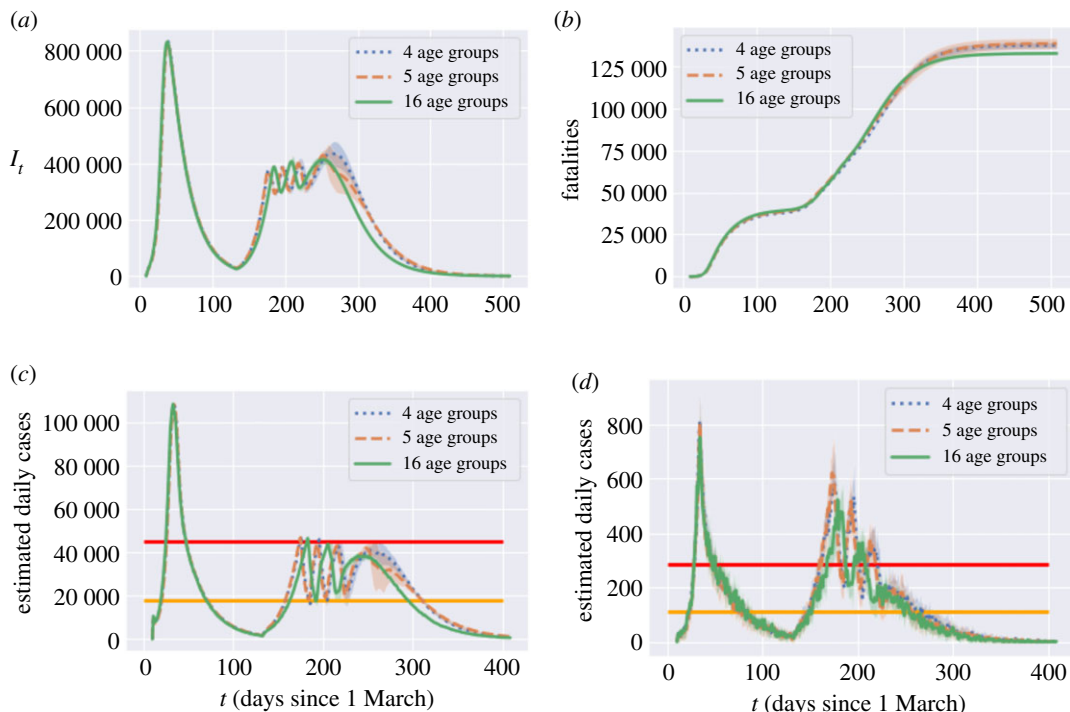 (a)
800 000
600 000
I_t
400 000
200 000
0
0 100 200 300 400 500
4 age groups
5 age groups
16 age groups
(b)
fatalities
125 000
100 000
75 000
50 000
25 000
0
0 100 200 300 400 500
4 age groups
5 age groups
16 age groups
(c)
estimated daily cases
100 000
80 000
60 000
40 000
20 000
0
0 100 200 300 400
t (days since 1 March)
4 age groups
5 age groups
16 age groups
(d)
estimated daily cases
800
600
400
200
0
0 100 200 300 400
t (days since 1 March)
4 age groups
5 age groups
16 age groups